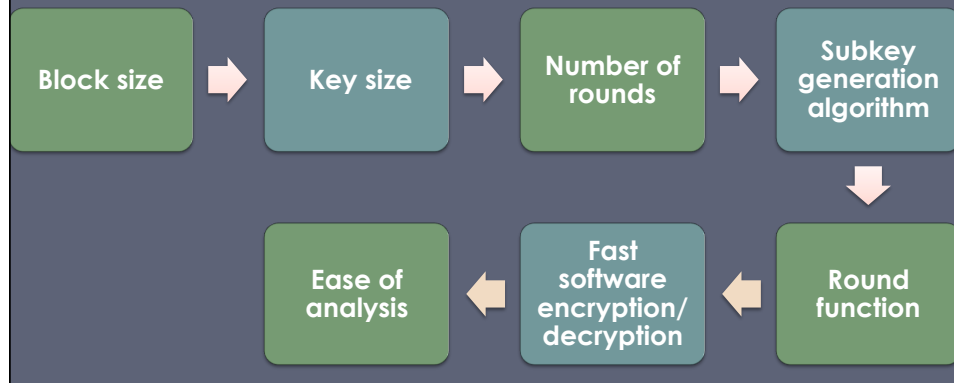 Block size
Key size
Number of
rounds
Subkey
generation
algorithm
Round
function
Fast
software
encryption/
decryption
Ease of
analysis